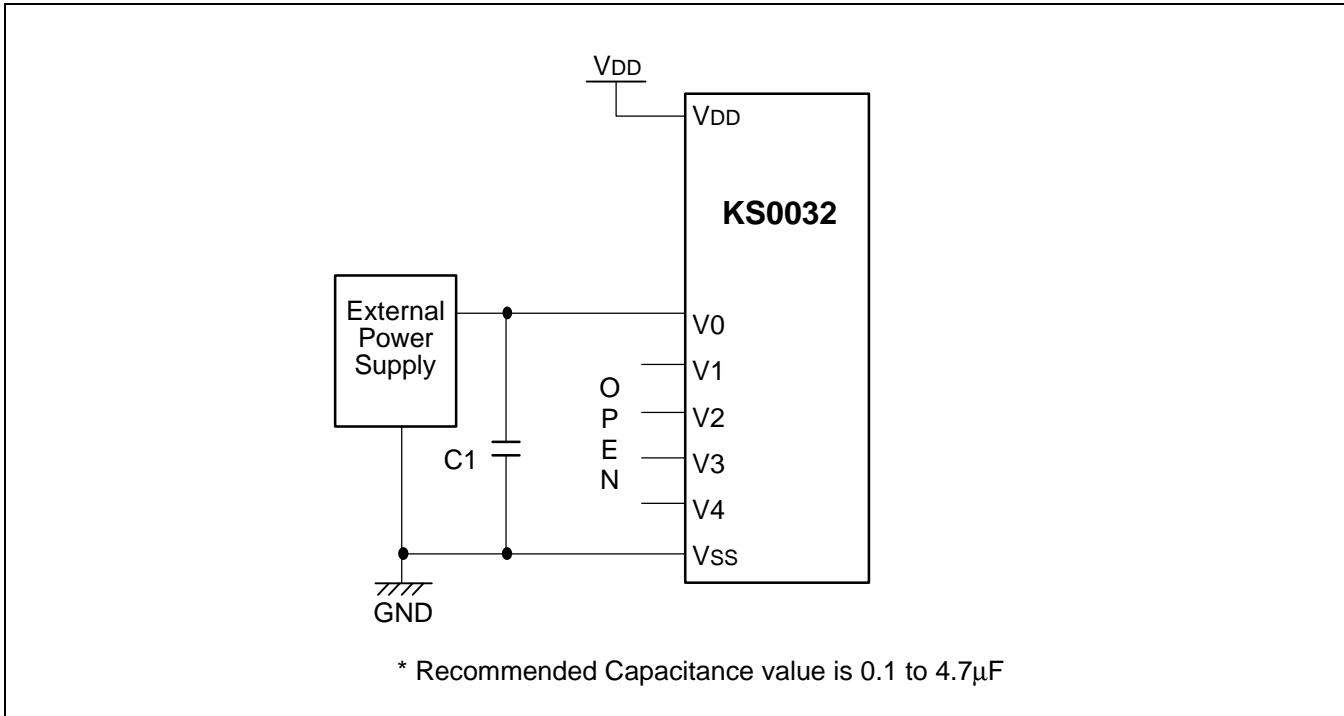 VDD
VDD
KS0032
External
Power
Supply
V0
V1
V2
V3
V4
VSS
O
P
E
N
C1
GND
* Recommended Capacitance value is 0.1 to 4.7μF